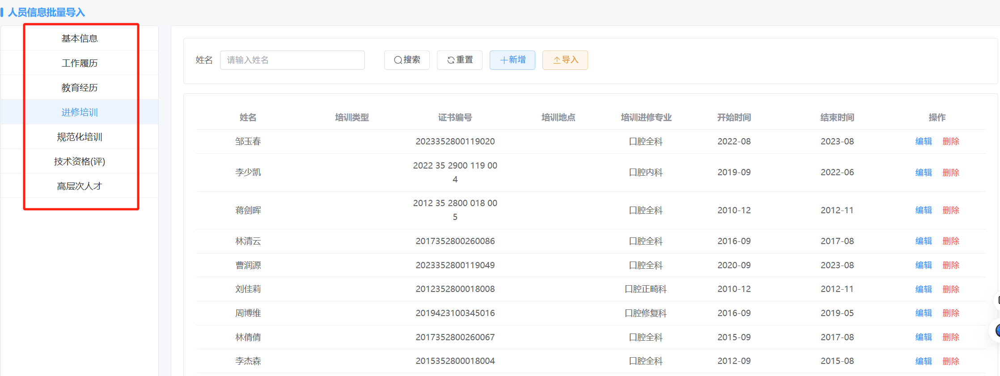 人员信息批量导入
基本信息
工作履历
教育经历
进修培训
规范化培训
技术资格(评)
高层次人才
姓名 请输入姓名 搜索 重置 新增 导入
姓名 培训类型 证书编号 培训地点 培训进修专业 开始时间 结束时间 操作
邹玉春 2023352800119020 口腔全科 2022-08 2023-08 编辑 删除
李少凯 2022 35 2900 119 00
4 口腔内科 2019-09 2022-06 编辑 删除
蒋剑晖 2012 35 2800 018 00
5 口腔全科 2010-12 2012-11 编辑 删除
林清云 2017352800260086 口腔全科 2016-09 2017-08 编辑 删除
曹润源 2023352800119049 口腔全科 2020-09 2023-08 编辑 删除
刘佳莉 2012352800018008 口腔正畸科 2010-12 2012-11 编辑 删除
周博维 2019423100345016 口腔修复科 2016-09 2019-05 编辑 删除
林倩倩 2017352800260067 口腔全科 2015-09 2017-08 编辑 删除
李杰森 2015352800018004 口腔全科 2012-09 2015-08 编辑 删除